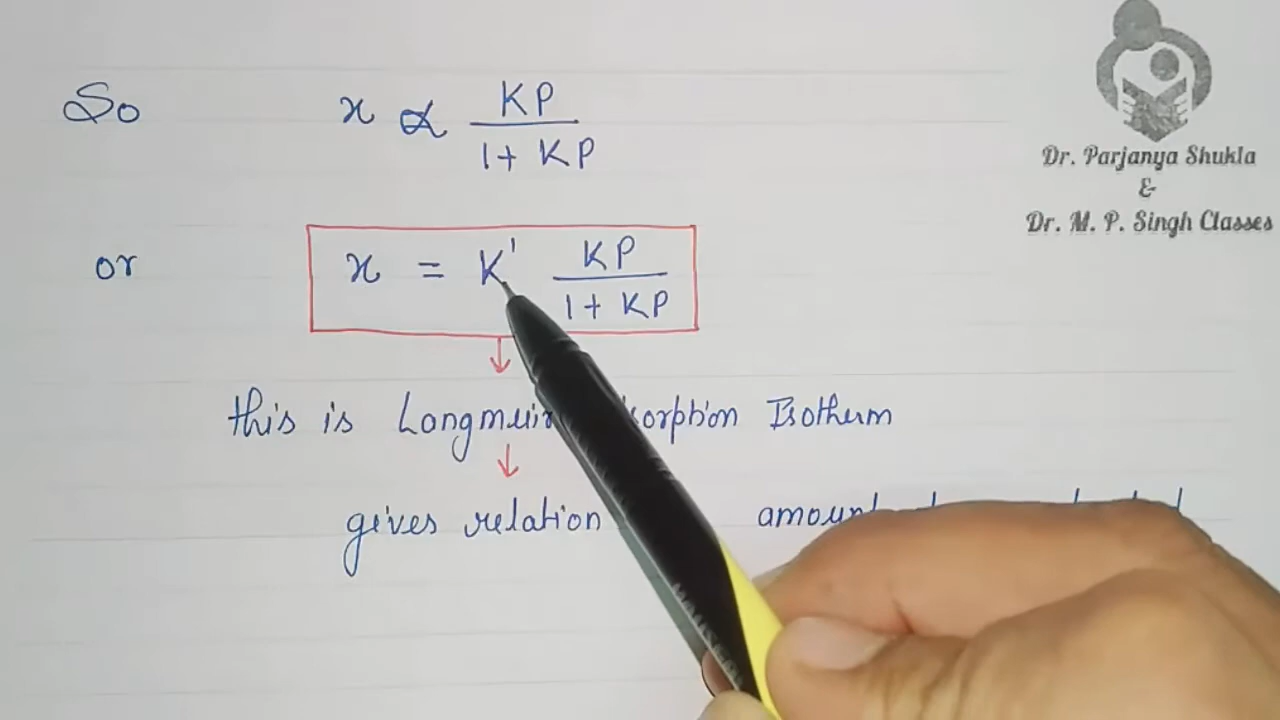 So x ∝ KP / 1 + KP
or x = K' KP / 1 + KP
this is Longmuir Isotherm
gives relation
Dr. Parjanya Shukla
&
Dr. M. P. Singh Classes